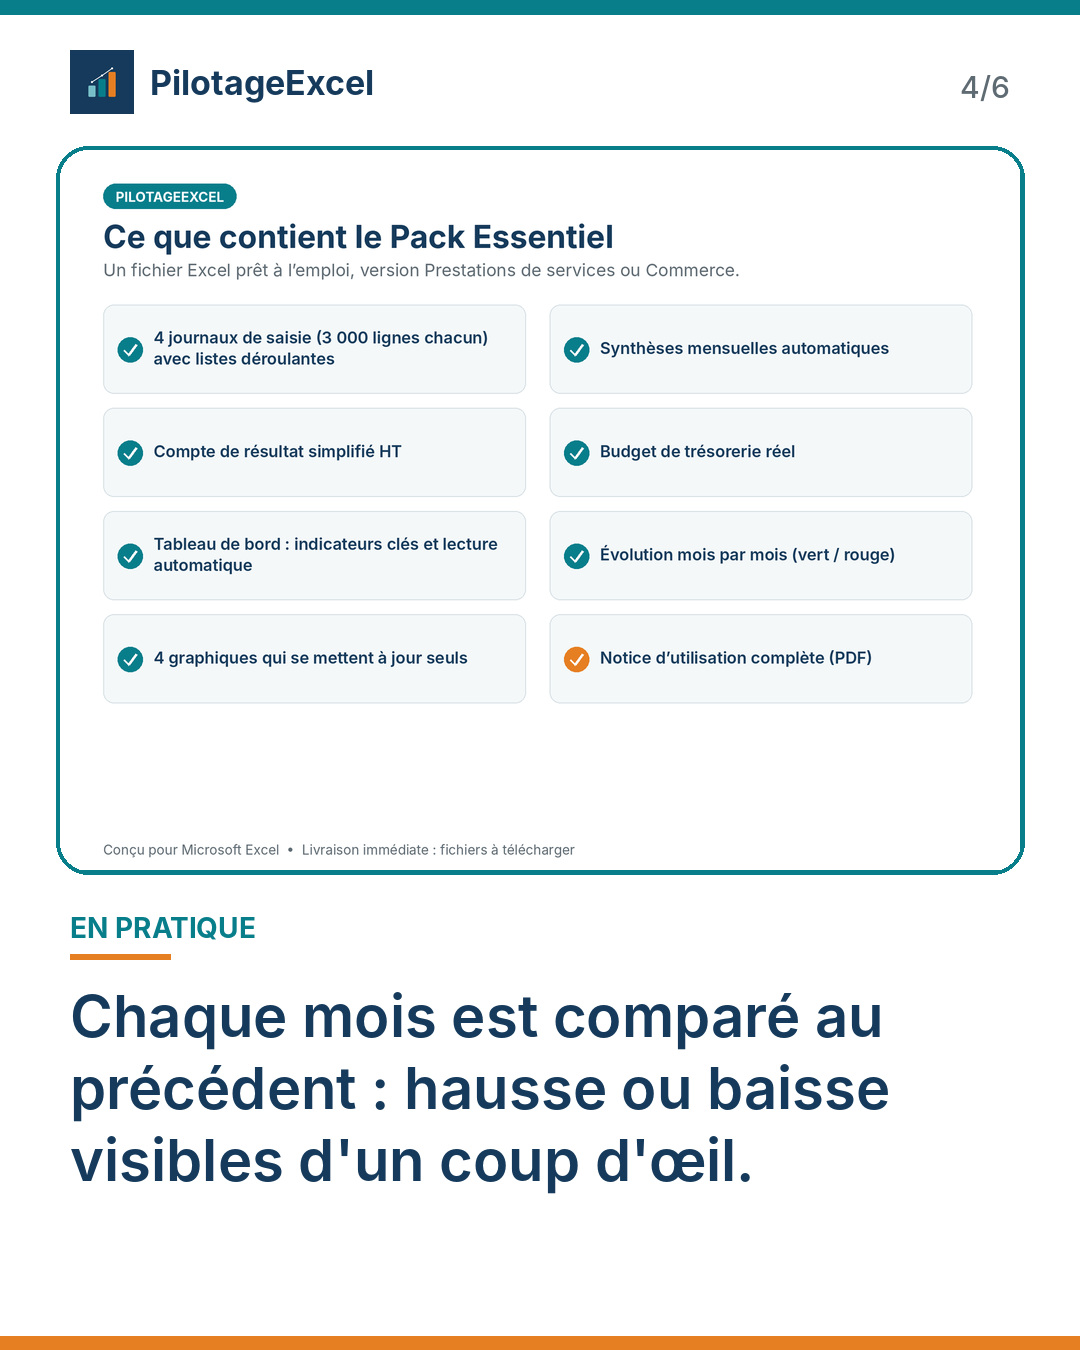 PilotageExcel
4/6
PILOTAGEEXCEL
Ce que contient le Pack Essentiel
Un fichier Excel prêt à l’emploi, version Prestations de services ou Commerce.
4 journaux de saisie (3 000 lignes chacun)
avec listes déroulantes
Synthèses mensuelles automatiques
Compte de résultat simplifié HT
Budget de trésorerie réel
Tableau de bord : indicateurs clés et lecture
automatique
Évolution mois par mois (vert / rouge)
4 graphiques qui se mettent à jour seuls
Notice d’utilisation complète (PDF)
Conçu pour Microsoft Excel • Livraison immédiate : fichiers à télécharger
EN PRATIQUE
Chaque mois est comparé au
précédent : hausse ou baisse
visibles d'un coup d'œil.